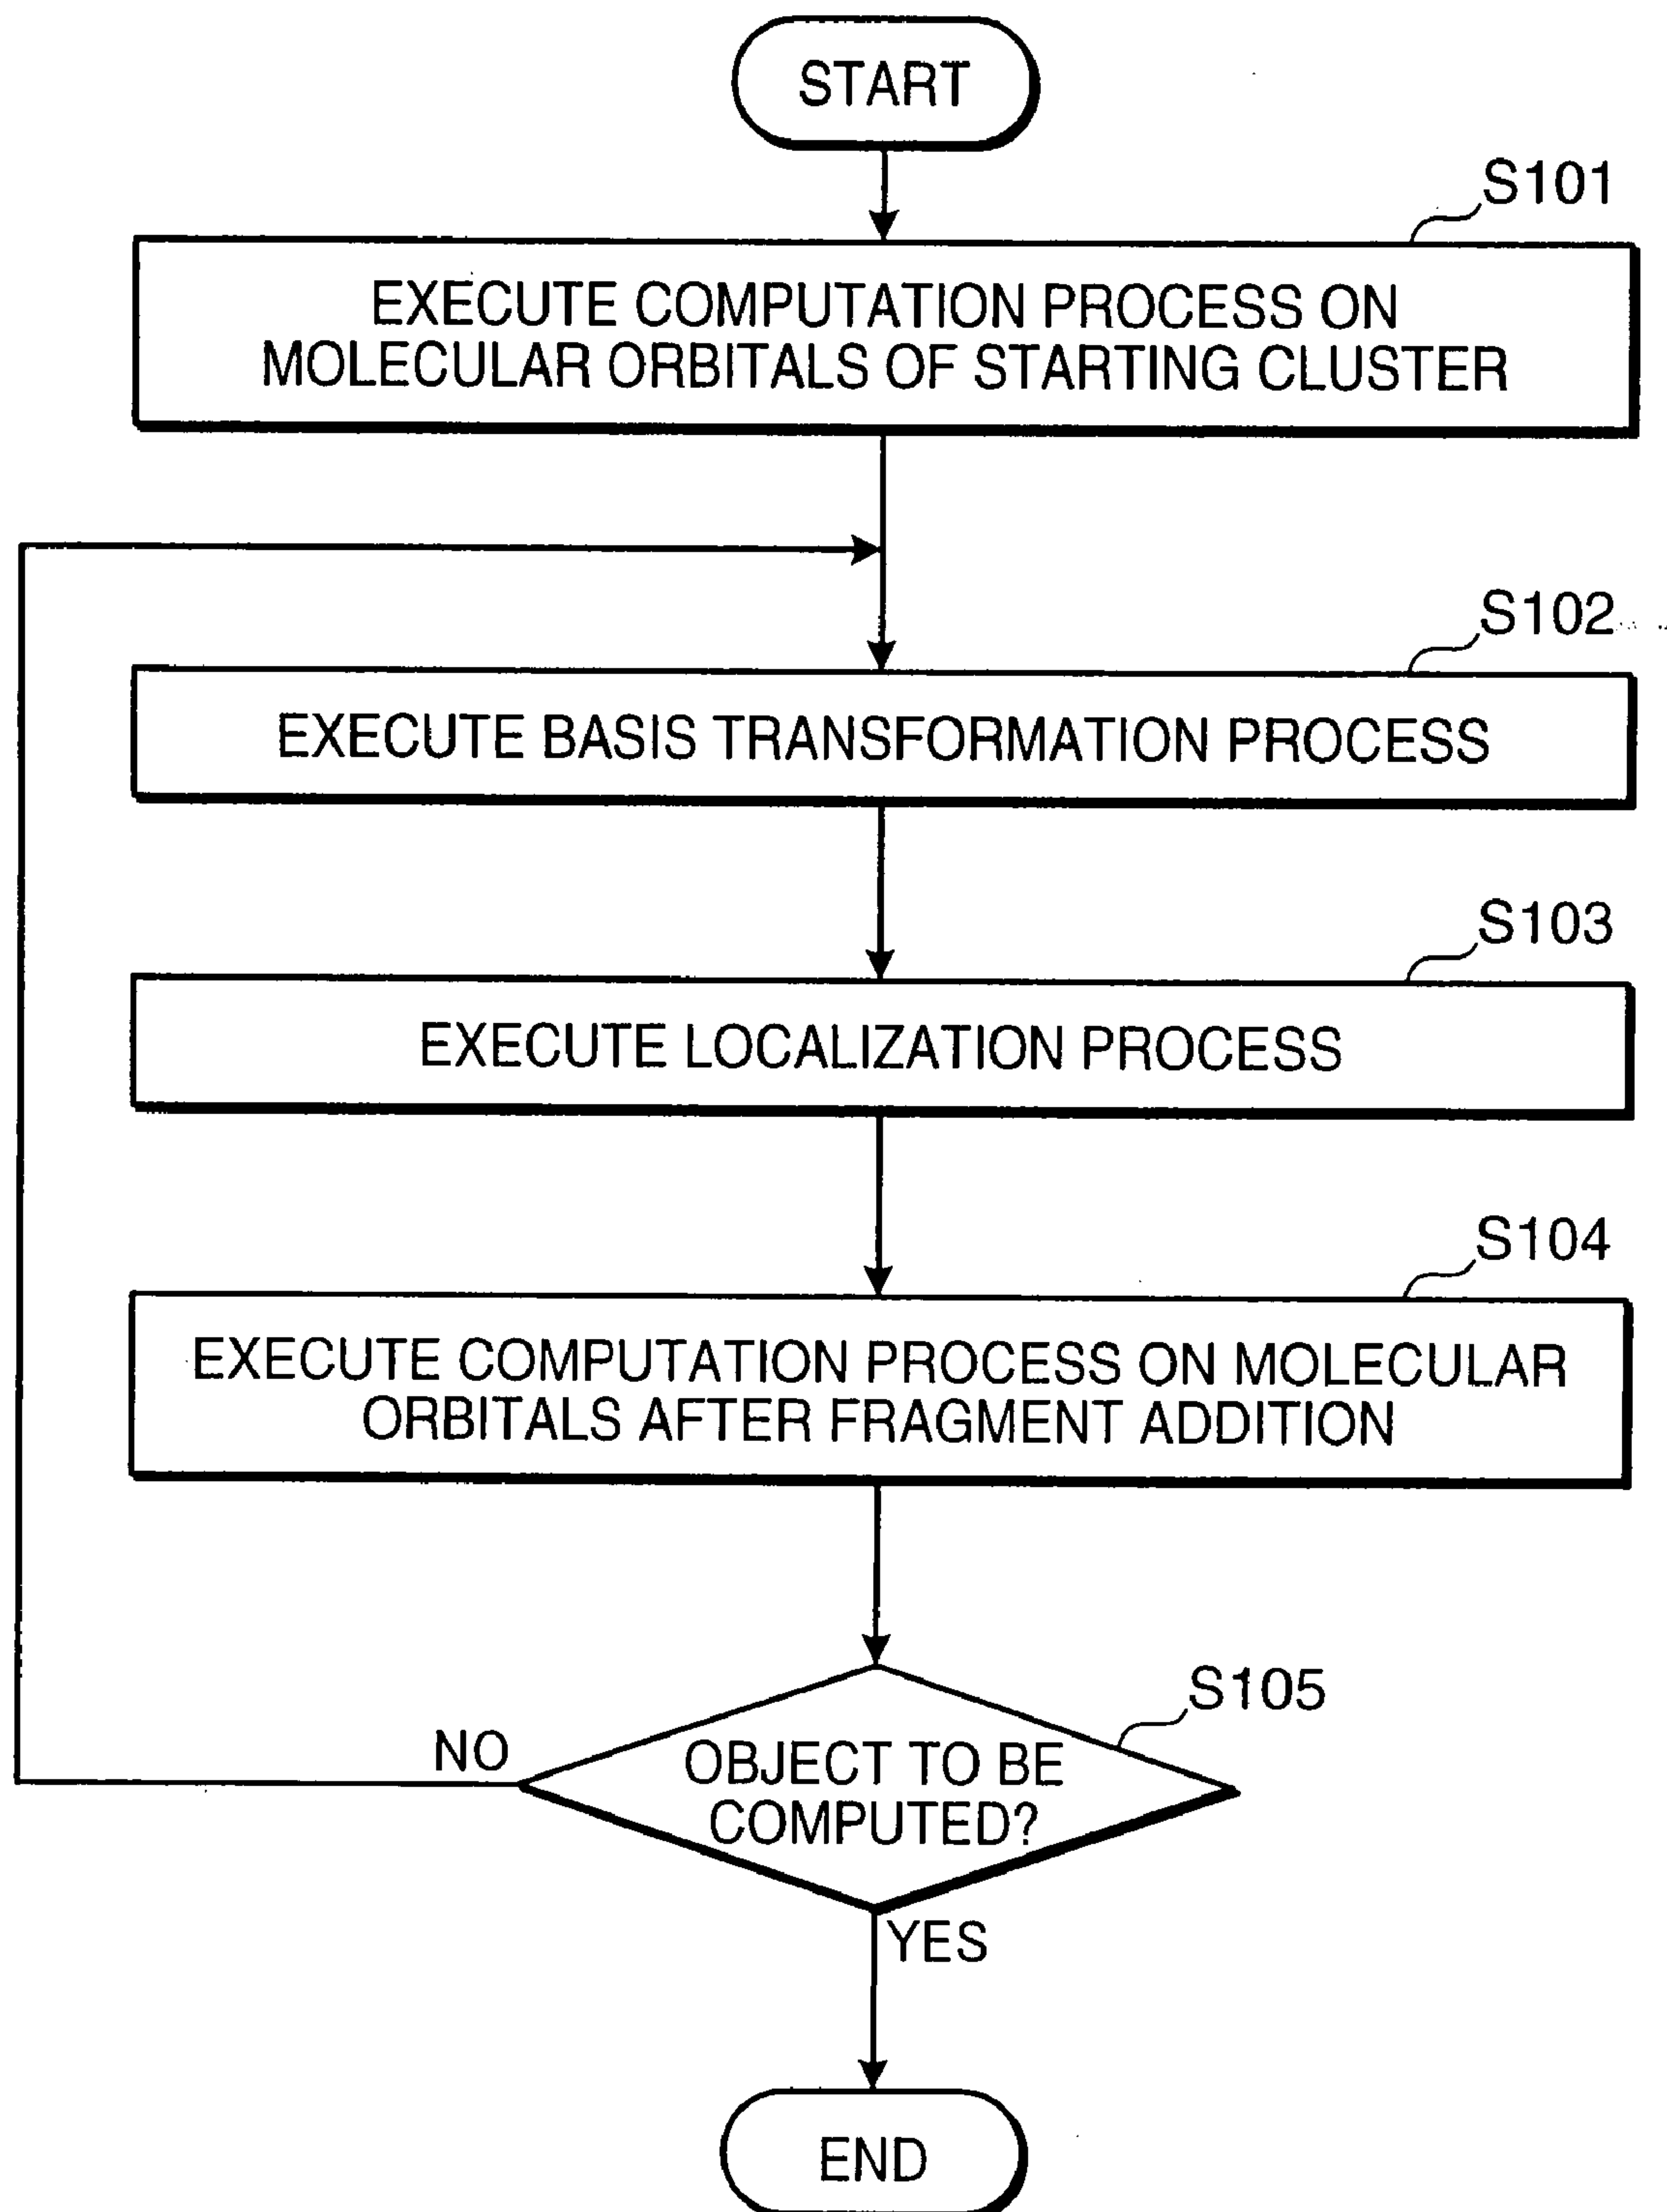 START
S101
EXECUTE COMPUTATION PROCESS ON
MOLECULAR ORBITALS OF STARTING CLUSTER
S102
EXECUTE BASIS TRANSFORMATION PROCESS
S103
EXECUTE LOCALIZATION PROCESS
S104
EXECUTE COMPUTATION PROCESS ON MOLECULAR
ORBITALS AFTER FRAGMENT ADDITION
S105
NO
OBJECT TO BE
COMPUTED?
YES
END